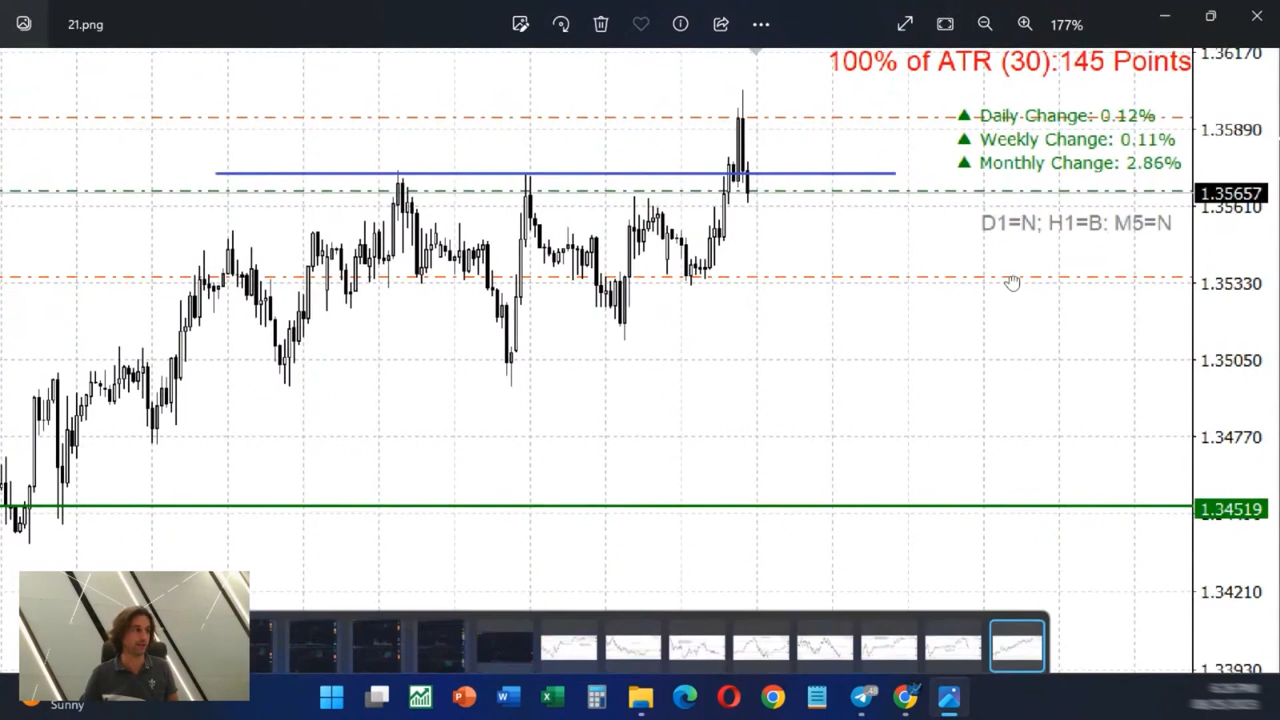 21.png
177%
100% of ATR (30):145 Points
1.36170
Daily Change: 0.12%
1.35890
Weekly Change: 0.11%
Monthly Change: 2.86%
1.35657
1.35610
D1=N; H1=B: M5=N
1.35330
1.35050
1.34770
1.34519
1.34210
1.33930
48
Sunny